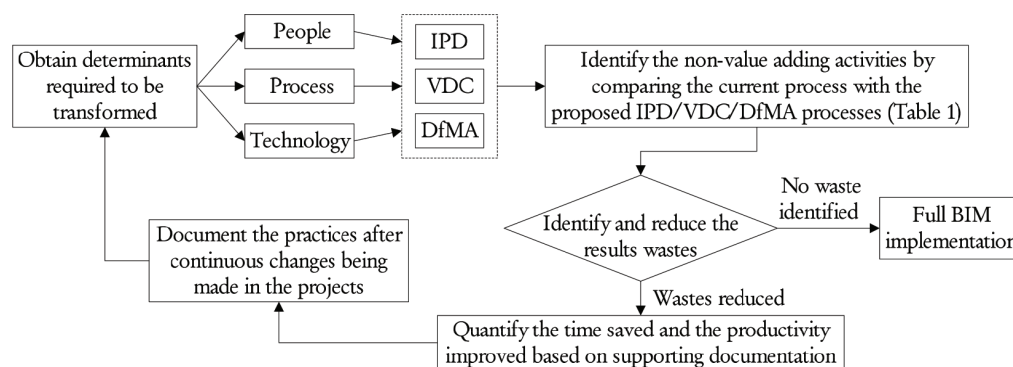 Obtain determinants
required to be
transformed
People
Process
Technology
IPD
VDC
DfMA
Identify the non-value adding activities by
comparing the current process with the
proposed IPD/VDC/DfMA processes (Table 1)
Identify and reduce the
results wastes
No waste
identified
Full BIM
implementation
Wastes reduced
Quantify the time saved and the productivity
improved based on supporting documentation
Document the practices after
continuous changes being
made in the projects